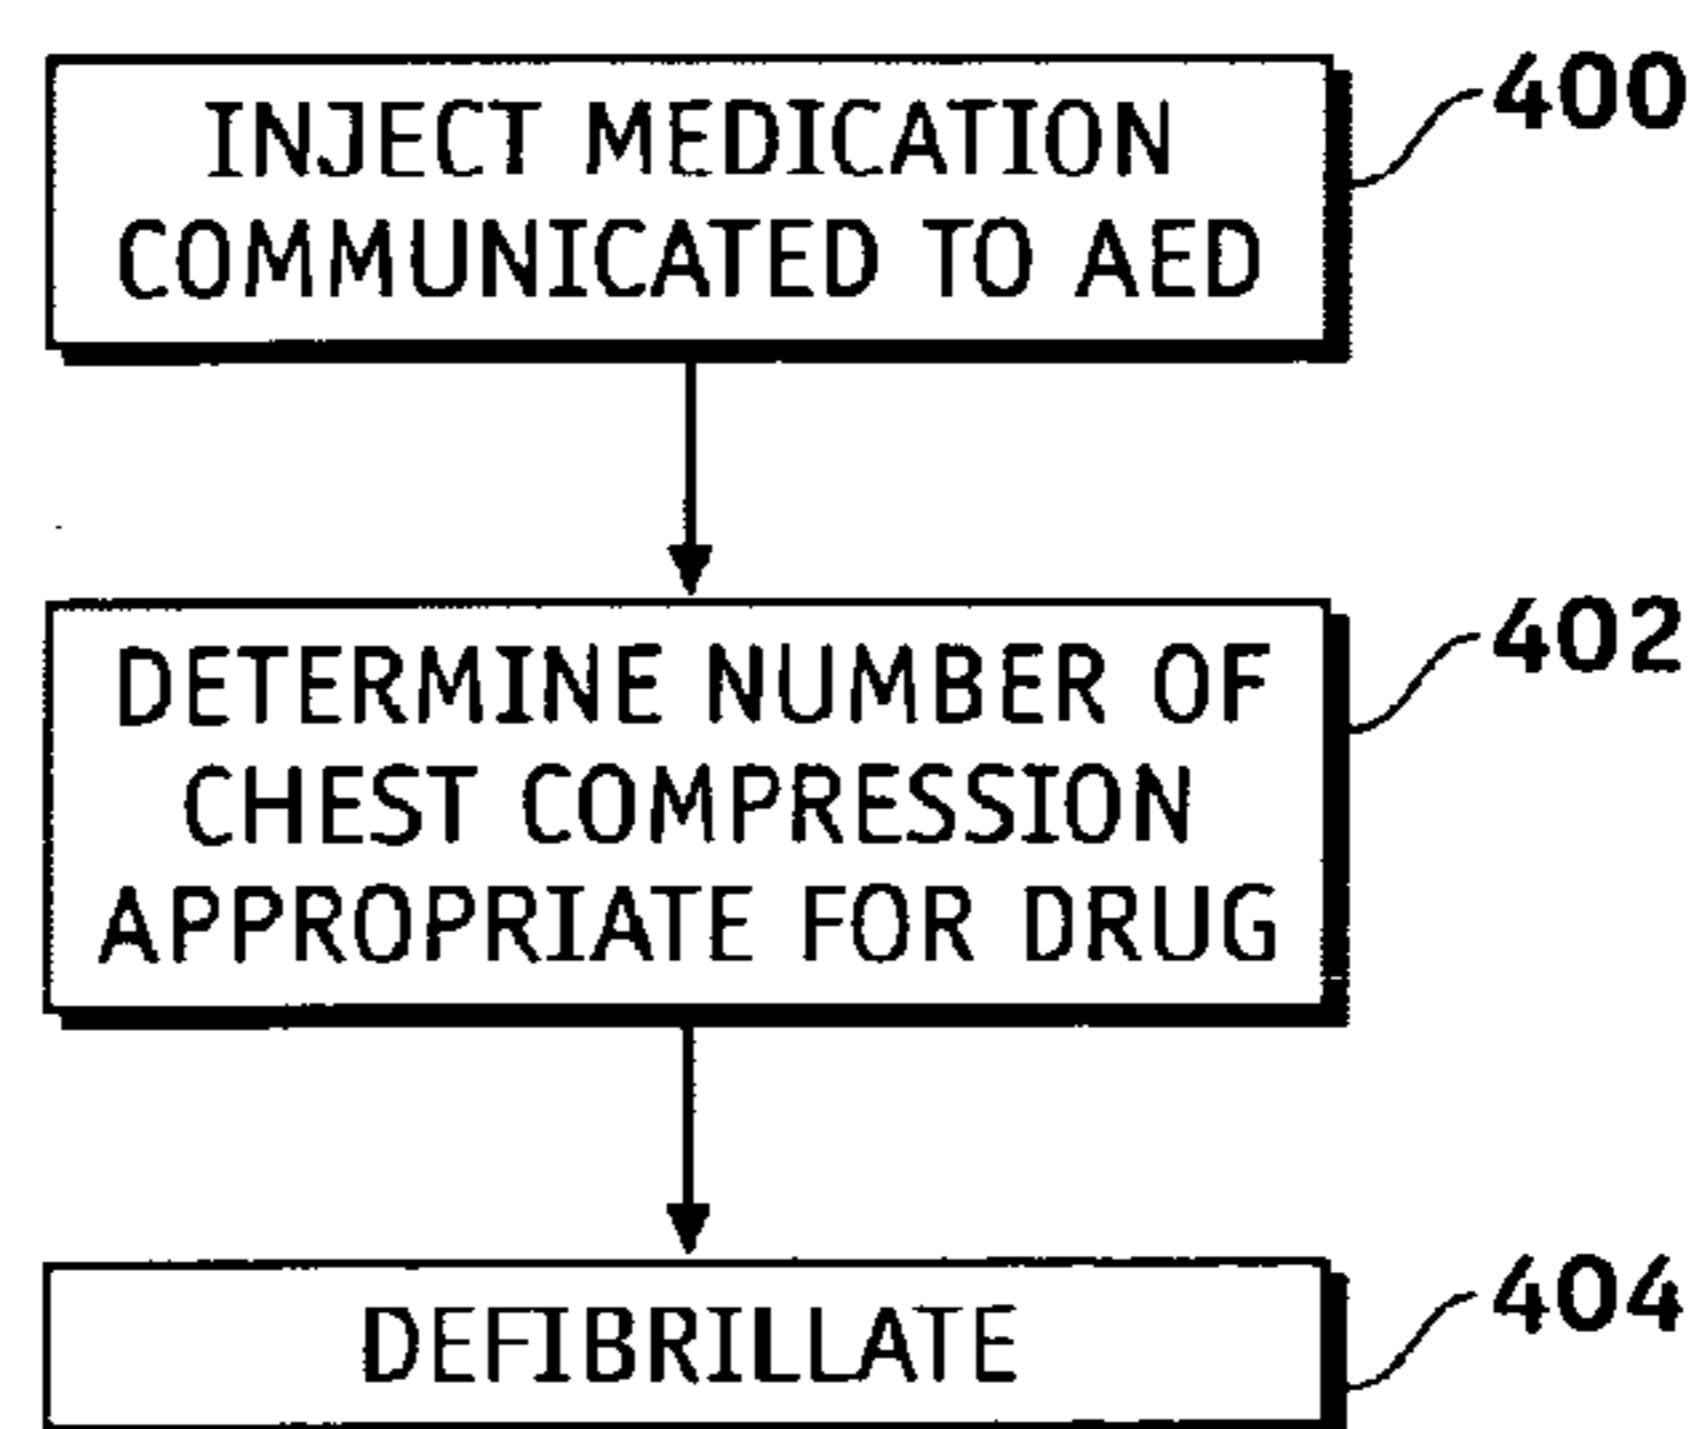 INJECT MEDICATION 400
COMMUNICATED TO AED
DETERMINE NUMBER OF 402
CHEST COMPRESSION
APPROPRIATE FOR DRUG
DEFIBRILLATE 404